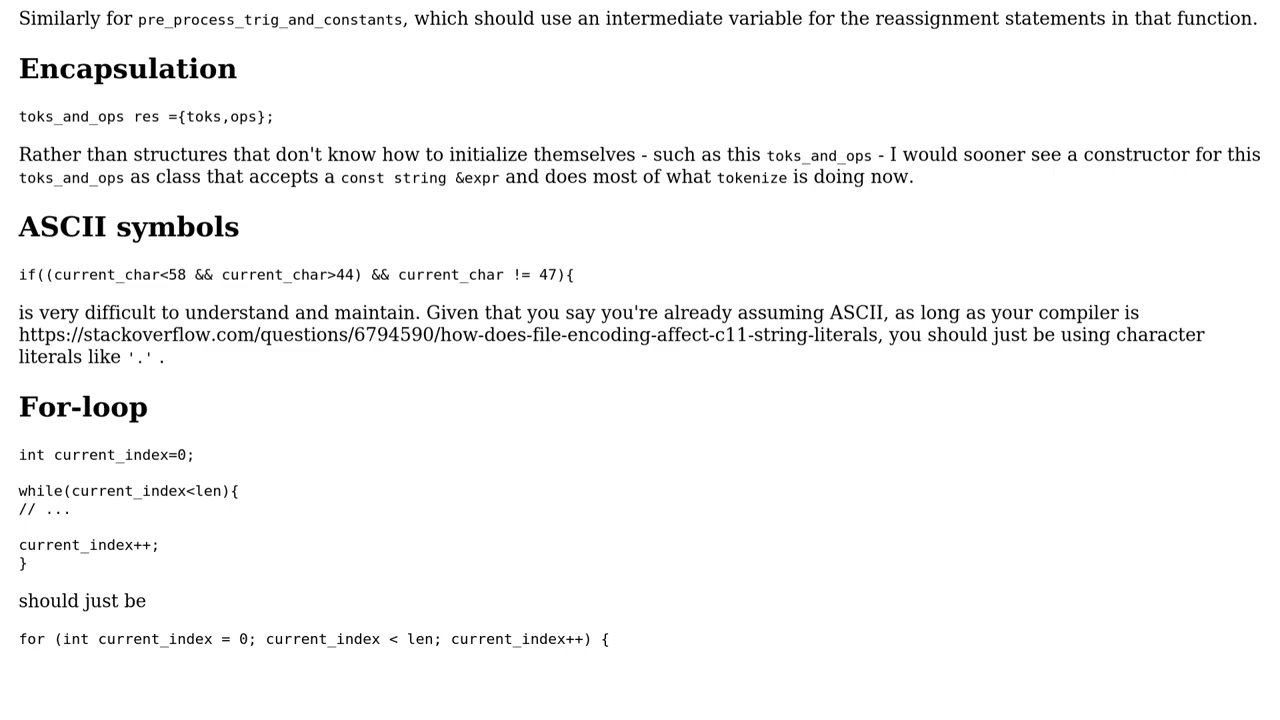 Similarly for pre_process_trig_and_constants, which should use an intermediate variable for the reassignment statements in that function.
Encapsulation
toks_and_ops res ={toks,ops};
Rather than structures that don't know how to initialize themselves - such as this toks_and_ops - I would sooner see a constructor for this
toks_and_ops as class that accepts a const string &expr and does most of what tokenize is doing now.
ASCII symbols
if((current_char<58 && current_char>44) && current_char != 47){
is very difficult to understand and maintain. Given that you say you're already assuming ASCII, as long as your compiler is
https://stackoverflow.com/questions/6794590/how-does-file-encoding-affect-c11-string-literals, you should just be using character
literals like '.' .
For-loop
int current_index=0;
while(current_index<len){
// ...
current_index++;
}
should just be
for (int current_index = 0; current_index < len; current_index++) {